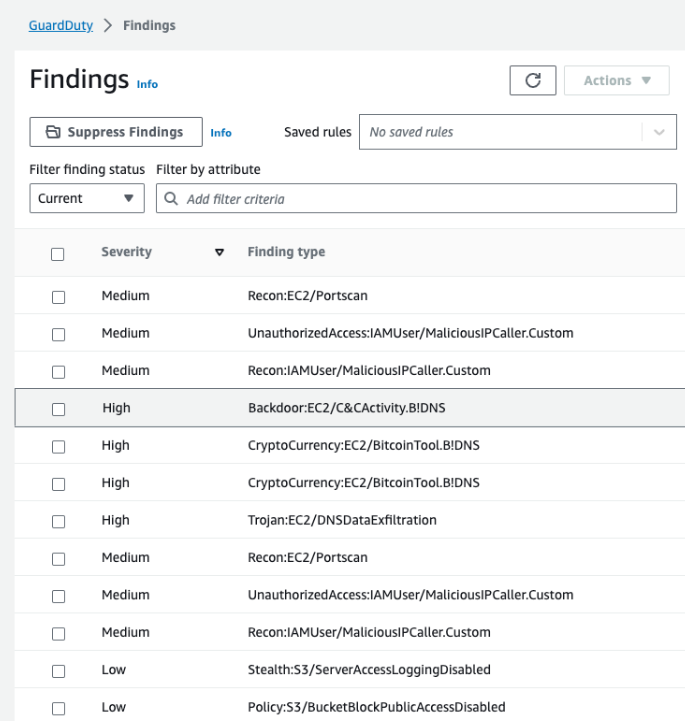 GuardDuty > Findings
Findings Info
Actions
Suppress Findings Info Saved rules No saved rules
Filter finding status Filter by attribute
Current Add filter criteria
Severity Finding type
Medium Recon:EC2/Portscan
Medium UnauthorizedAccess:IAMUser/MaliciousIPCaller.Custom
Medium Recon:IAMUser/MaliciousIPCaller.Custom
High Backdoor:EC2/C&CActivity.B!DNS
High CryptoCurrency:EC2/BitcoinTool.B!DNS
High CryptoCurrency:EC2/BitcoinTool.B!DNS
High Trojan:EC2/DNSDataExfiltration
Medium Recon:EC2/Portscan
Medium UnauthorizedAccess:IAMUser/MaliciousIPCaller.Custom
Medium Recon:IAMUser/MaliciousIPCaller.Custom
Low Stealth:S3/ServerAccessLoggingDisabled
Low Policy:S3/BucketBlockPublicAccessDisabled